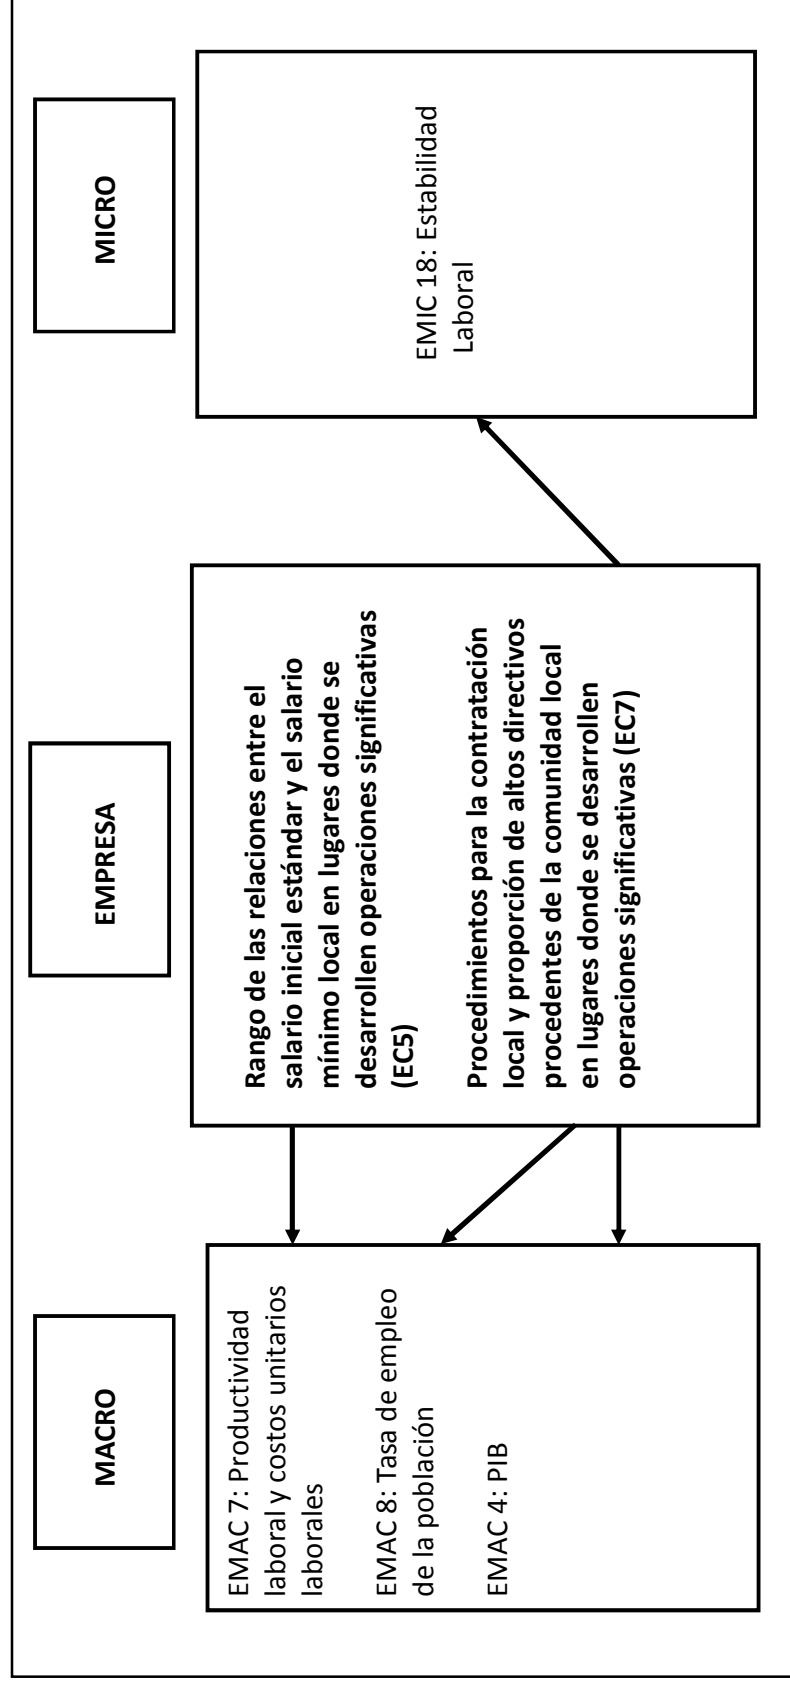 MACRO
EMPRESA
MICRO
EMAC 7: Productividad
laboral y costos unitarios
laborales
EMAC 8: Tasa de empleo
de la población
EMAC 4: PIB
Rango de las relaciones entre el
salario inicial estándar y el salario
mínimo local en lugares donde se
desarrollen operaciones significativas
(EC5)
Procedimientos para la contratación
local y proporción de altos directivos
procedentes de la comunidad local
en lugares donde se desarrollen
operaciones significativas (EC7)
EMIC 18: Estabilidad
Laboral